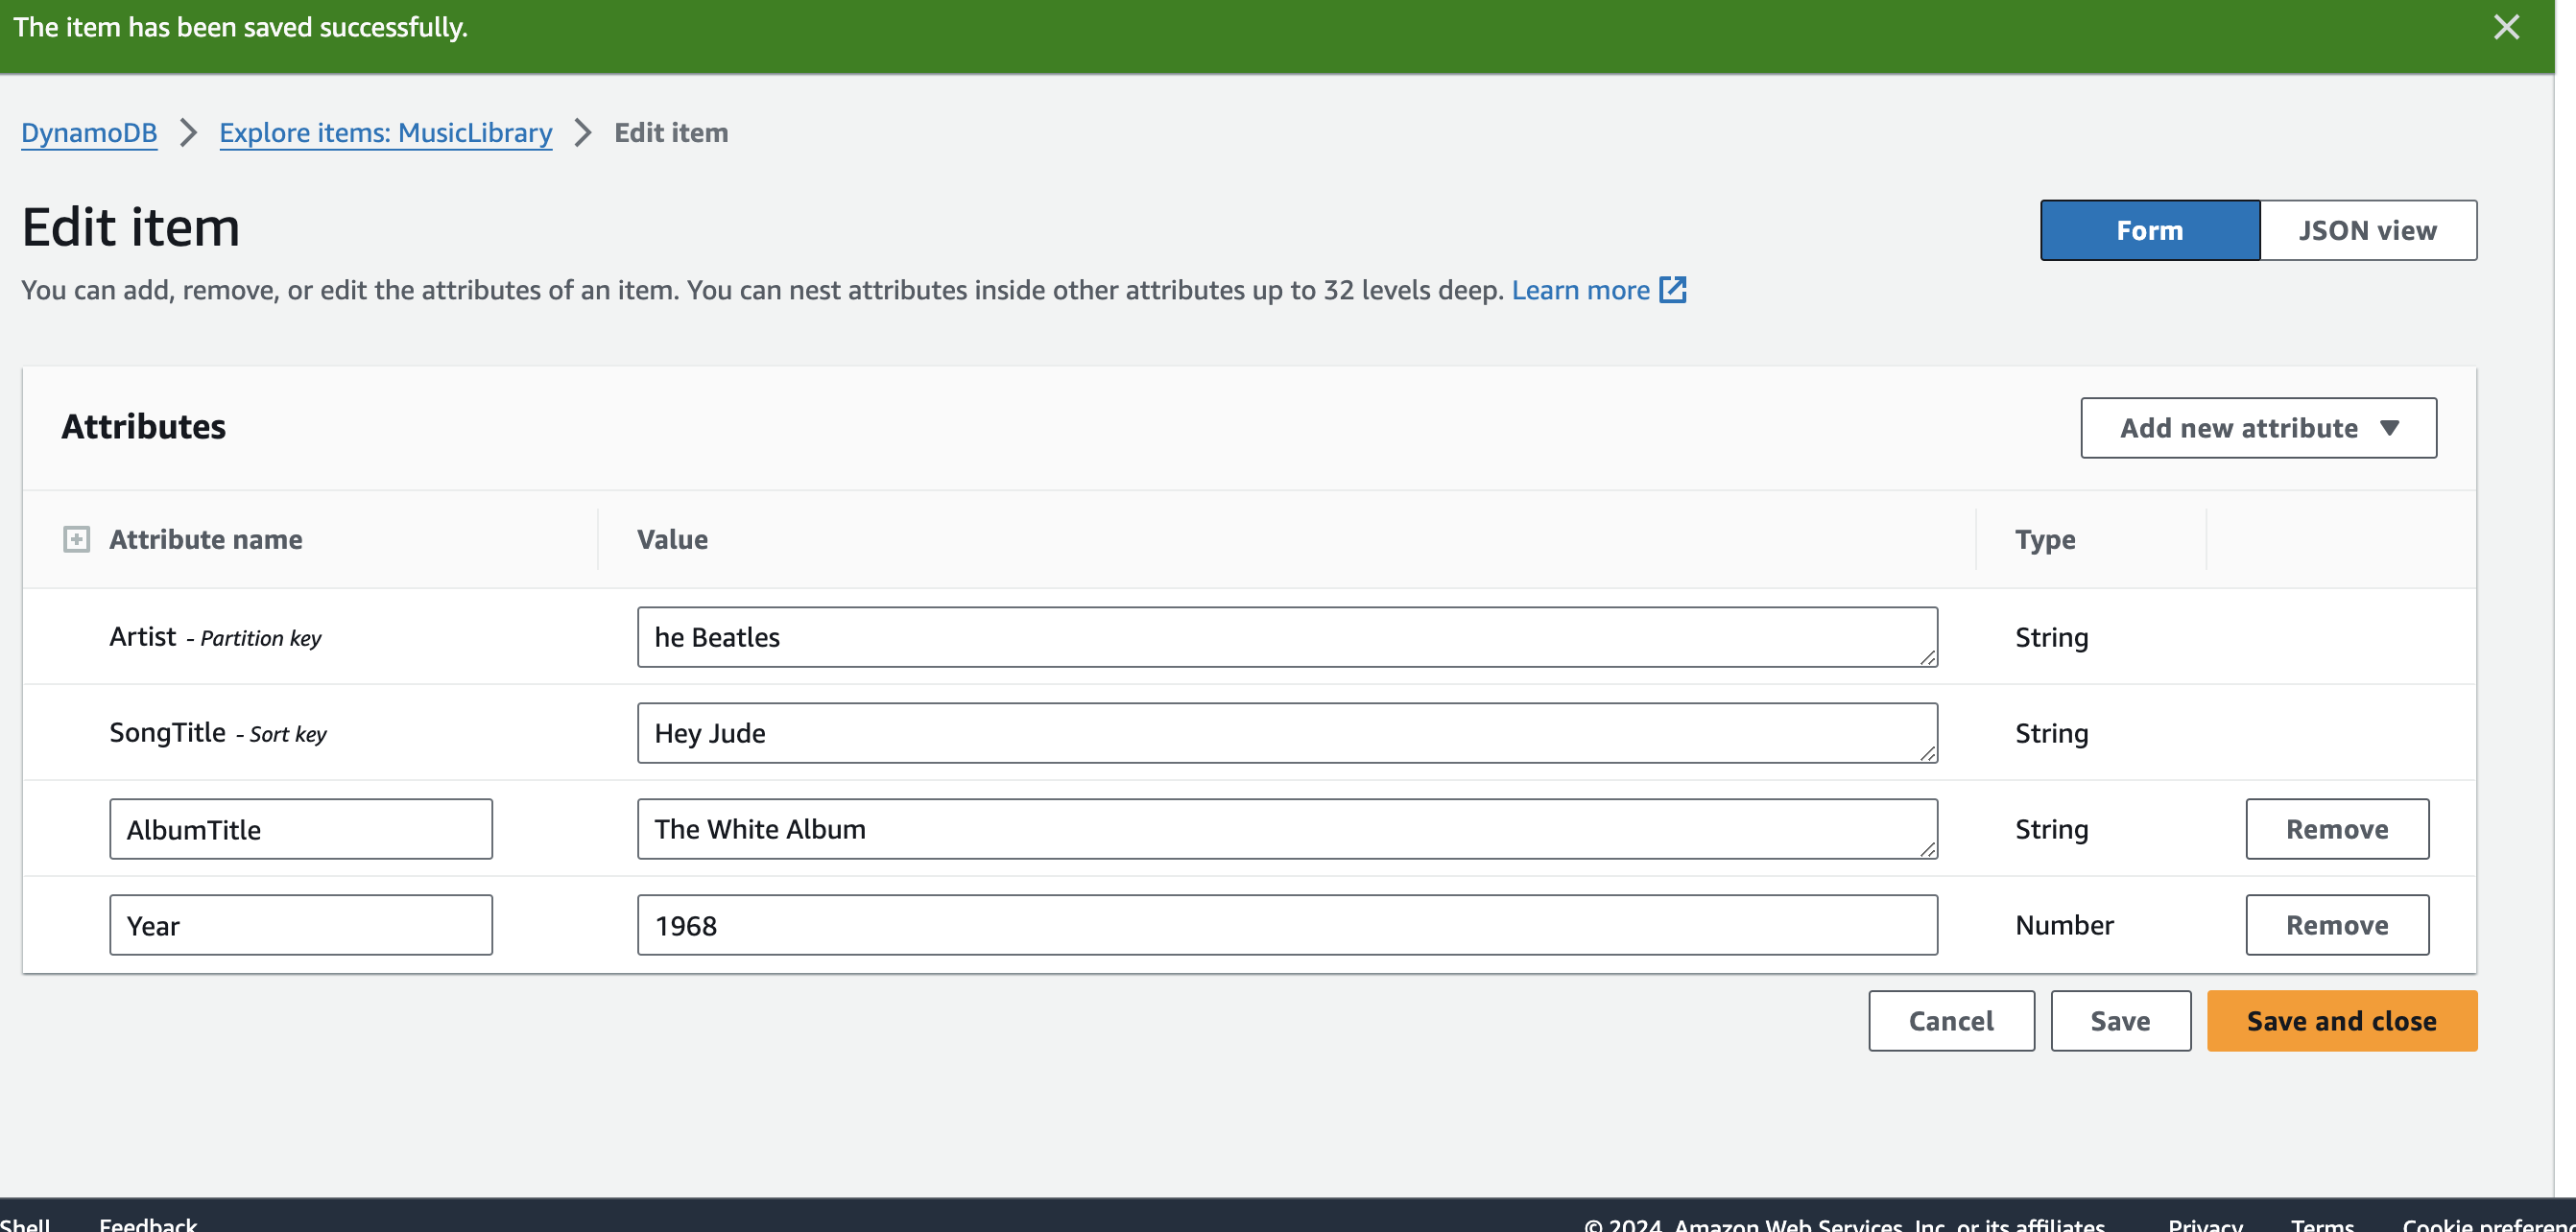 The item has been saved successfully.
DynamoDB > Explore items: MusicLibrary > Edit item
Edit item
Form JSON view
You can add, remove, or edit the attributes of an item. You can nest attributes inside other attributes up to 32 levels deep. Learn more
Attributes
Add new attribute
Attribute name Value Type
Artist - Partition key he Beatles String
SongTitle - Sort key Hey Jude String
AlbumTitle The White Album String Remove
Year 1968 Number Remove
Cancel Save Save and close
Shell Feedback © 2024, Amazon Web Services, Inc. or its affiliates. Privacy Terms Cookie preferenc